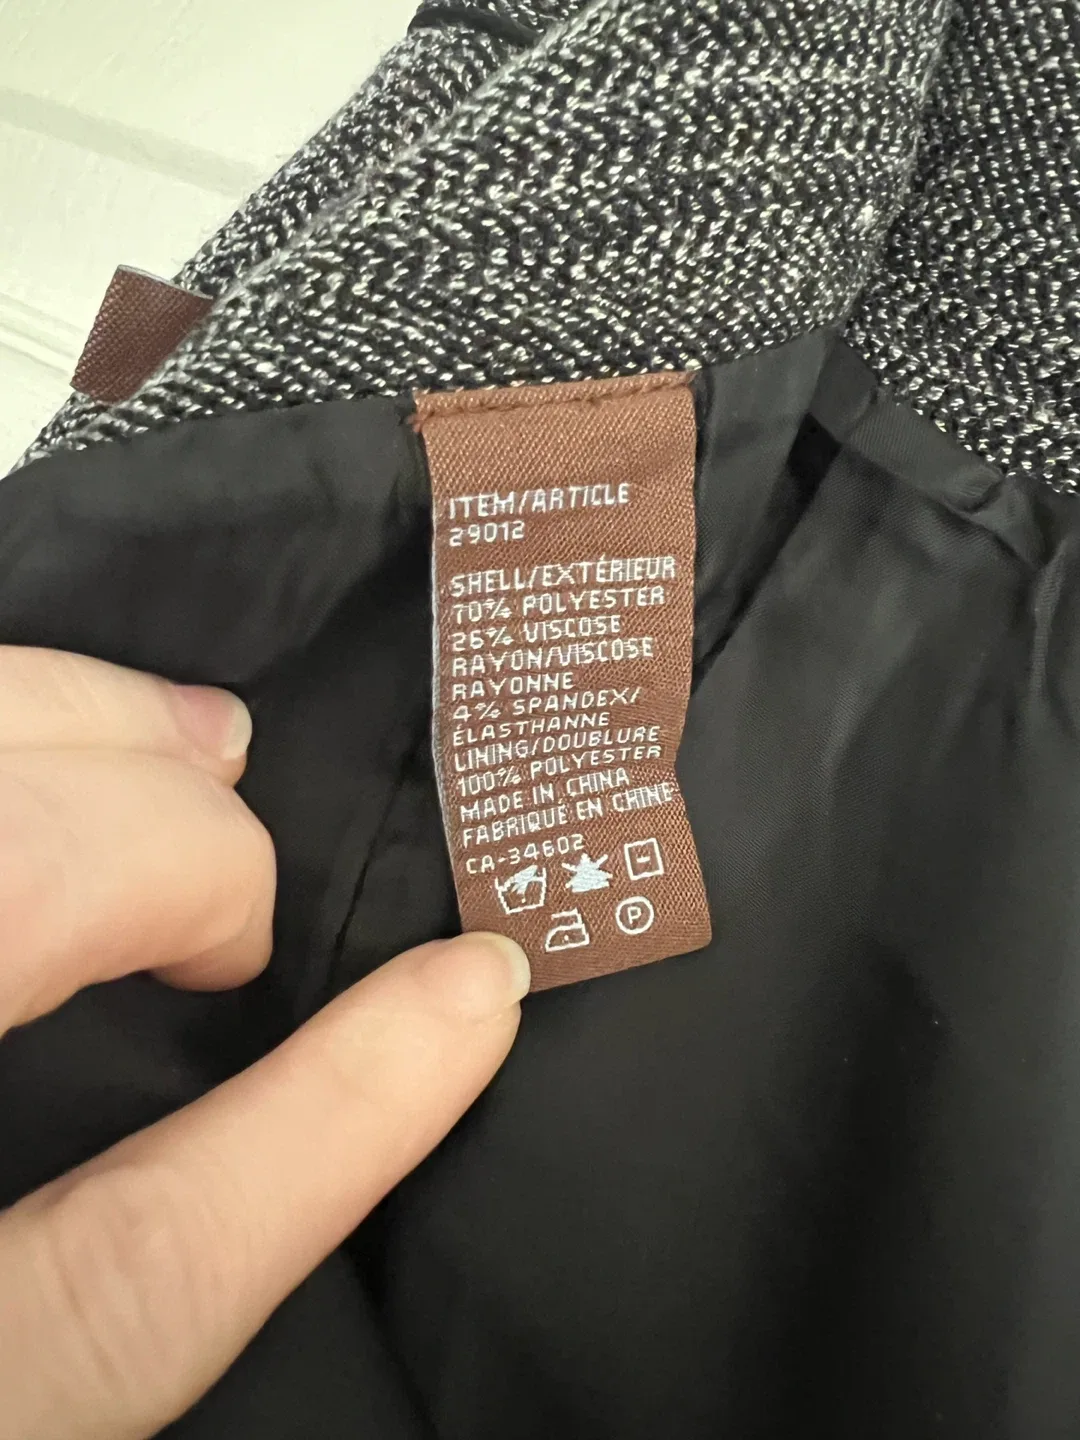 ITEM/ARTICLE
29012
SHELL/EXTÉRIEUR
70% POLYESTER
26% VISCOSE
RAYON/VISCOSE
RAYONNE
4% SPANDEX/
ÉLASTHANNE
LINING/DOUBLURE
100% POLYESTER
MADE IN CHINA
FABRIQUÉ EN CHINE
CA-34602
P